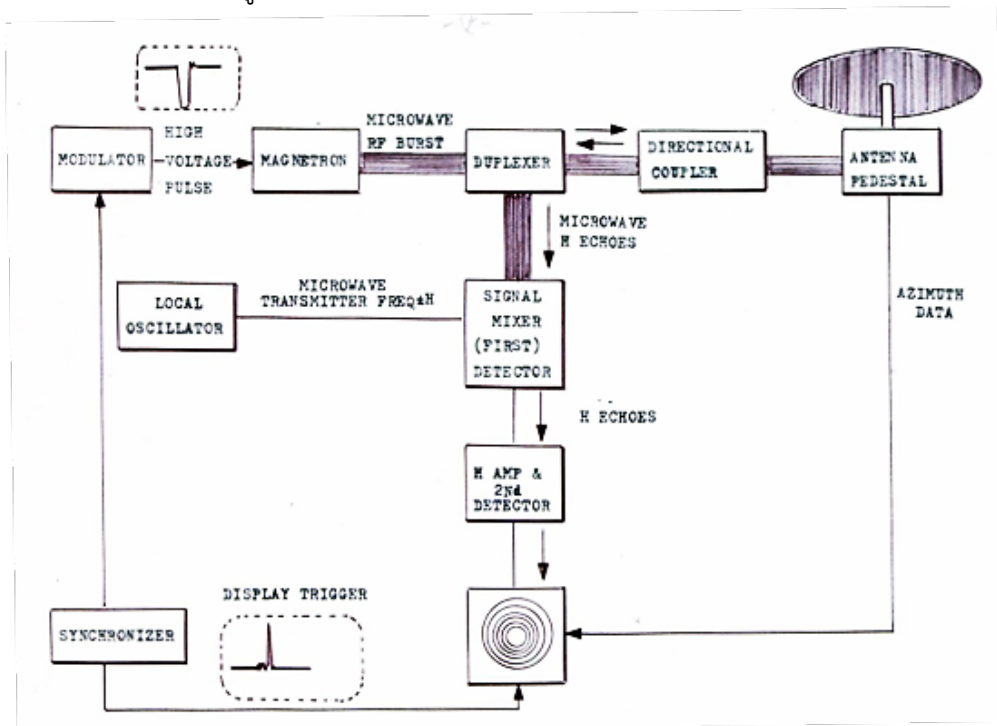 MODULATOR
HIGH
VOLTAGE
PULSE
MAGNETRON
MICROWAVE
RF BURST
DUPLEXER
DIRECTIONAL
COUPLER
ANTENNA
PEDESTAL
MICROWAVE
H ECHOES
LOCAL
OSCILLATOR
MICROWAVE
TRANSMITTER FREQ±H
SIGNAL
MIXER
(FIRST)
DETECTOR
AZIMUTH
DATA
H ECHOES
H AMP &
2Nd
DETECTOR
DISPLAY TRIGGER
SYNCHRONIZER